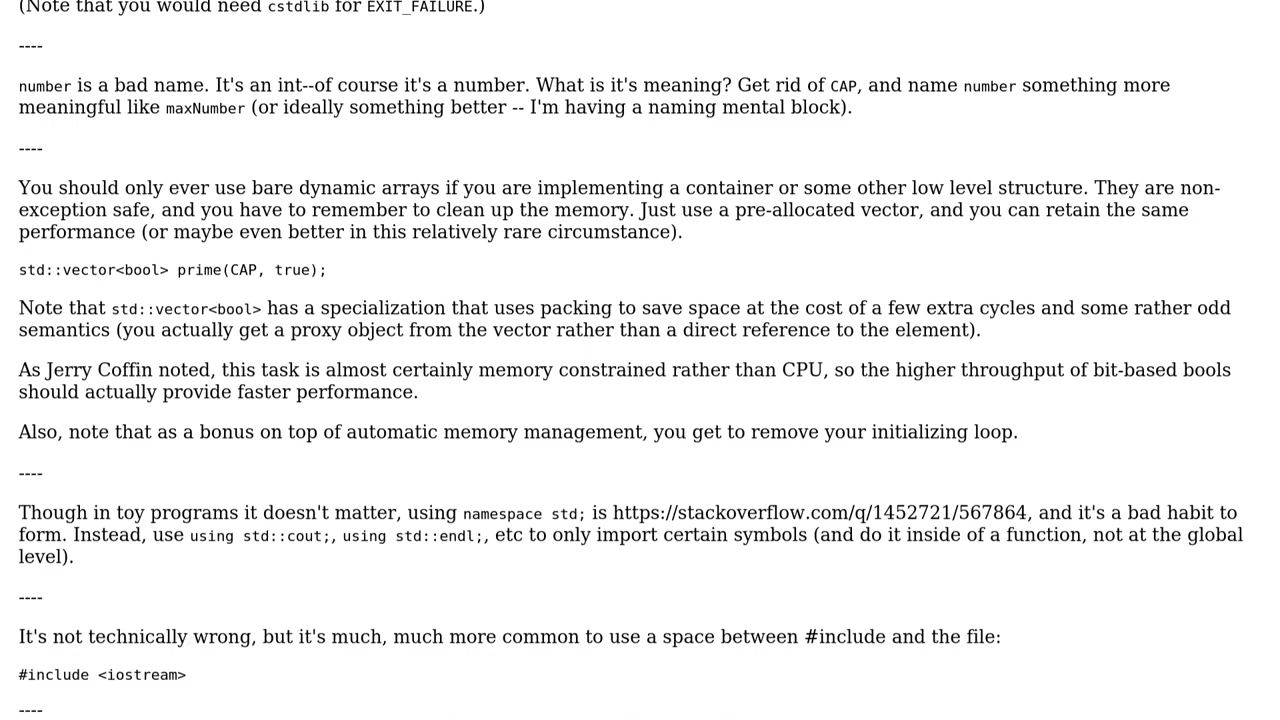 (Note that you would need cstdlib for EXIT_FAILURE.)
----
number is a bad name. It's an int--of course it's a number. What is it's meaning? Get rid of CAP, and name number something more
meaningful like maxNumber (or ideally something better -- I'm having a naming mental block).
----
You should only ever use bare dynamic arrays if you are implementing a container or some other low level structure. They are non-
exception safe, and you have to remember to clean up the memory. Just use a pre-allocated vector, and you can retain the same
performance (or maybe even better in this relatively rare circumstance).
std::vector<bool> prime(CAP, true);
Note that std::vector<bool> has a specialization that uses packing to save space at the cost of a few extra cycles and some rather odd
semantics (you actually get a proxy object from the vector rather than a direct reference to the element).
As Jerry Coffin noted, this task is almost certainly memory constrained rather than CPU, so the higher throughput of bit-based bools
should actually provide faster performance.
Also, note that as a bonus on top of automatic memory management, you get to remove your initializing loop.
----
Though in toy programs it doesn't matter, using namespace std; is https://stackoverflow.com/q/1452721/567864, and it's a bad habit to
form. Instead, use using std::cout;, using std::endl;, etc to only import certain symbols (and do it inside of a function, not at the global
level).
----
It's not technically wrong, but it's much, much more common to use a space between #include and the file:
#include <iostream>
----